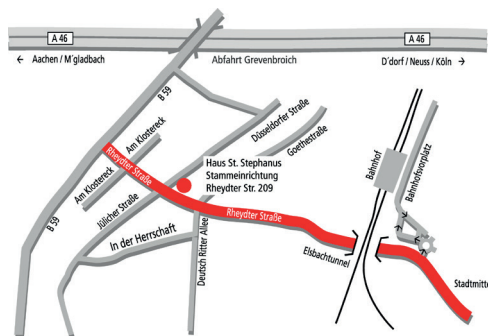 A 46
A 46
← Aachen / M´gladbach
Abfahrt Grevenbroich
D´dorf / Neuss / Köln →
B 59
Am Klostereck
Düsseldorfer Straße
Goethestraße
Rheydter Straße
Haus St. Stephanus
Stammeinrichtung
Rheydter Str. 209
Bahnhof
Bahnhofsvorplatz
Am Klostereck
Jülicher Straße
B 59
Rheydter Straße
In der Herrschaft
Deutsch Ritter Allee
Elsbachtunnel
Stadtmitte